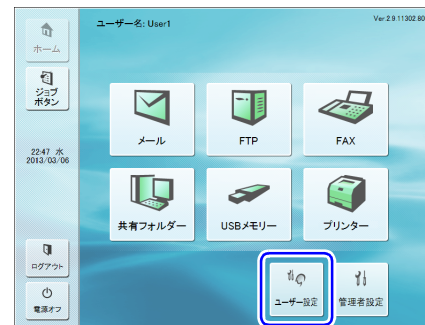 ホーム
ユーザー名: User1
Ver.2.9.11302.80
ジョブ
ボタン
メール
FTP
FAX
22:47 水
2013/03/06
共有フォルダー
USBメモリー
プリンター
ログアウト
電源オフ
ユーザー設定
管理者設定